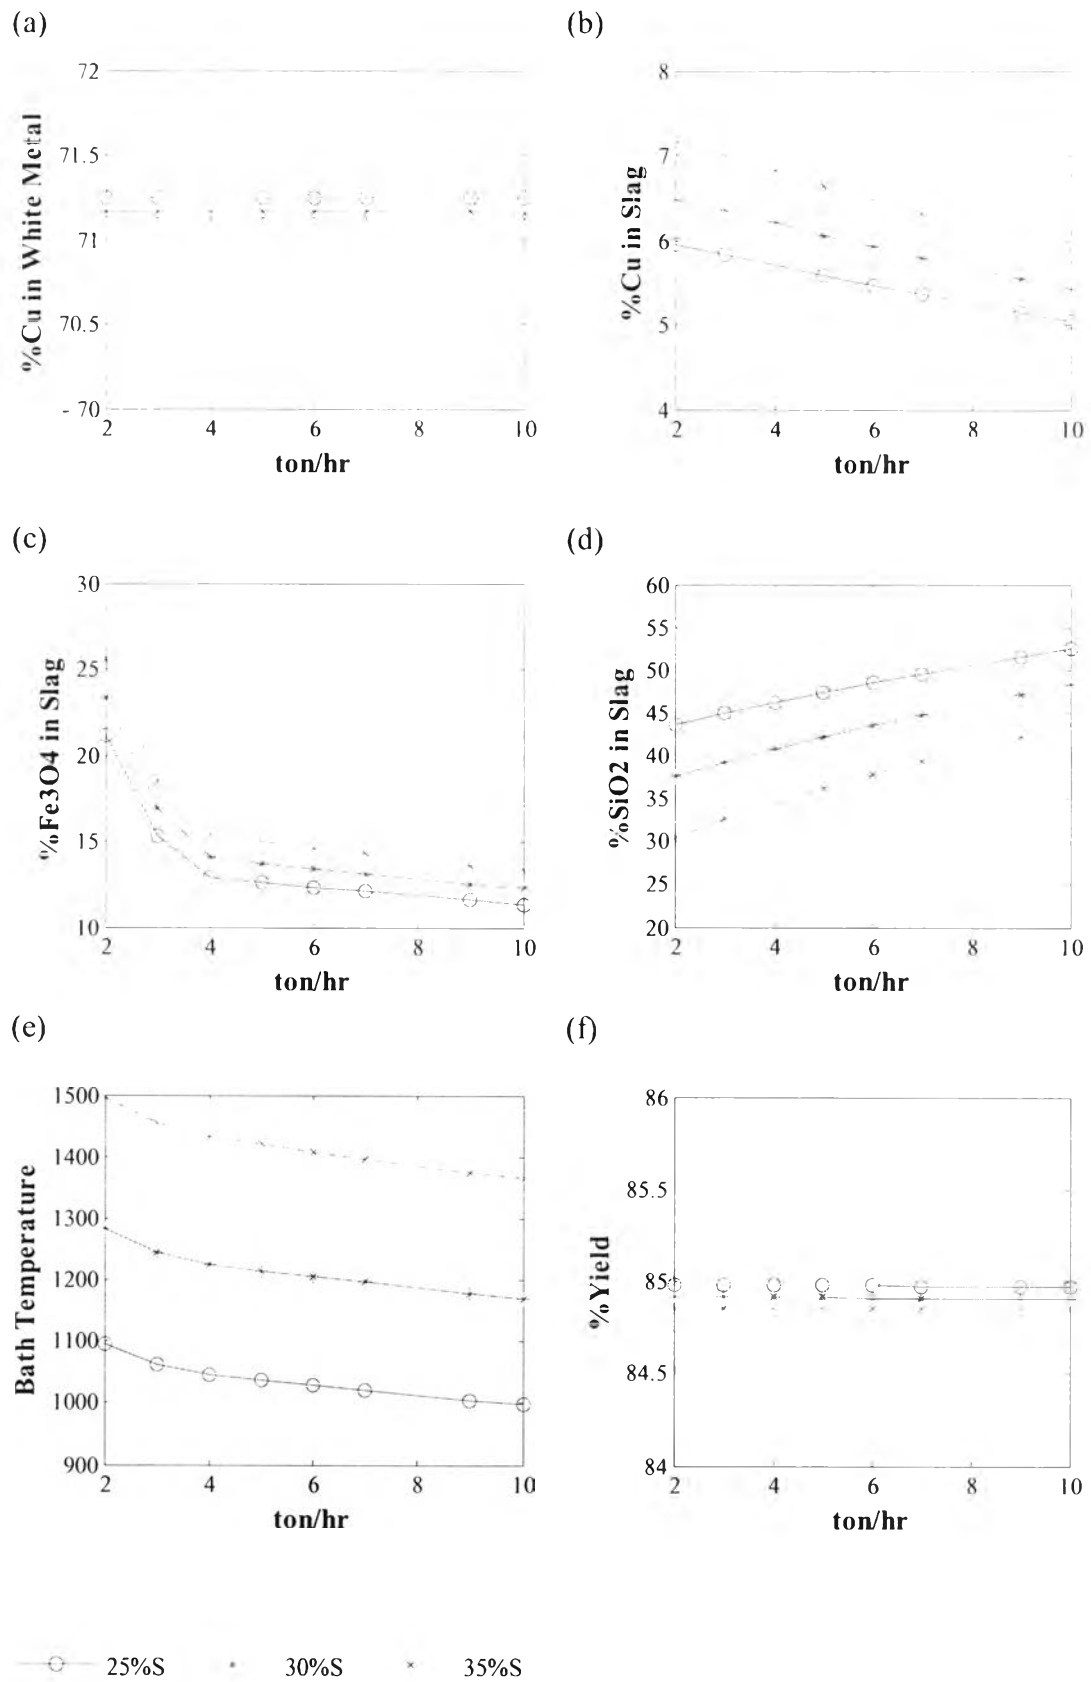 (a)
72
71.5
71
70.5
- 70
2 4 6 8 10
%Cu in White Metal
ton/hr
(b)
8
7
6
5
4
2 4 6 8 10
%Cu in Slag
ton/hr
(c)
30
25
20
15
10
2 4 6 8 10
%Fe3O4 in Slag
ton/hr
(d)
60
55
50
45
40
35
30
25
20
2 4 6 8 10
%SiO2 in Slag
ton/hr
(e)
1500
1400
1300
1200
1100
1000
900
2 4 6 8 10
Bath Temperature
ton/hr
(f)
86
85.5
85
84.5
84
2 4 6 8 10
%Yield
ton/hr
25%S 30%S 35%S